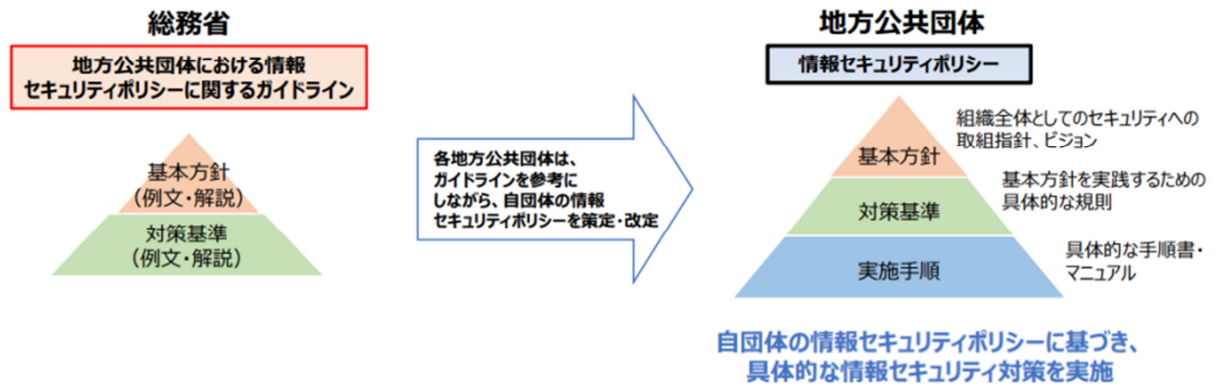 総務省
地方公共団体における情報
セキュリティポリシーに関するガイドライン
基本方針
(例文・解説)
対策基準
(例文・解説)
各地方公共団体は、
ガイドラインを参考に
しながら、自団体の情報
セキュリティポリシーを策定・改定
地方公共団体
情報セキュリティポリシー
基本方針
組織全体としてのセキュリティへの
取組指針、ビジョン
対策基準
基本方針を実践するための
具体的な規則
実施手順
具体的な手順書・
マニュアル
自団体の情報セキュリティポリシーに基づき、
具体的な情報セキュリティ対策を実施